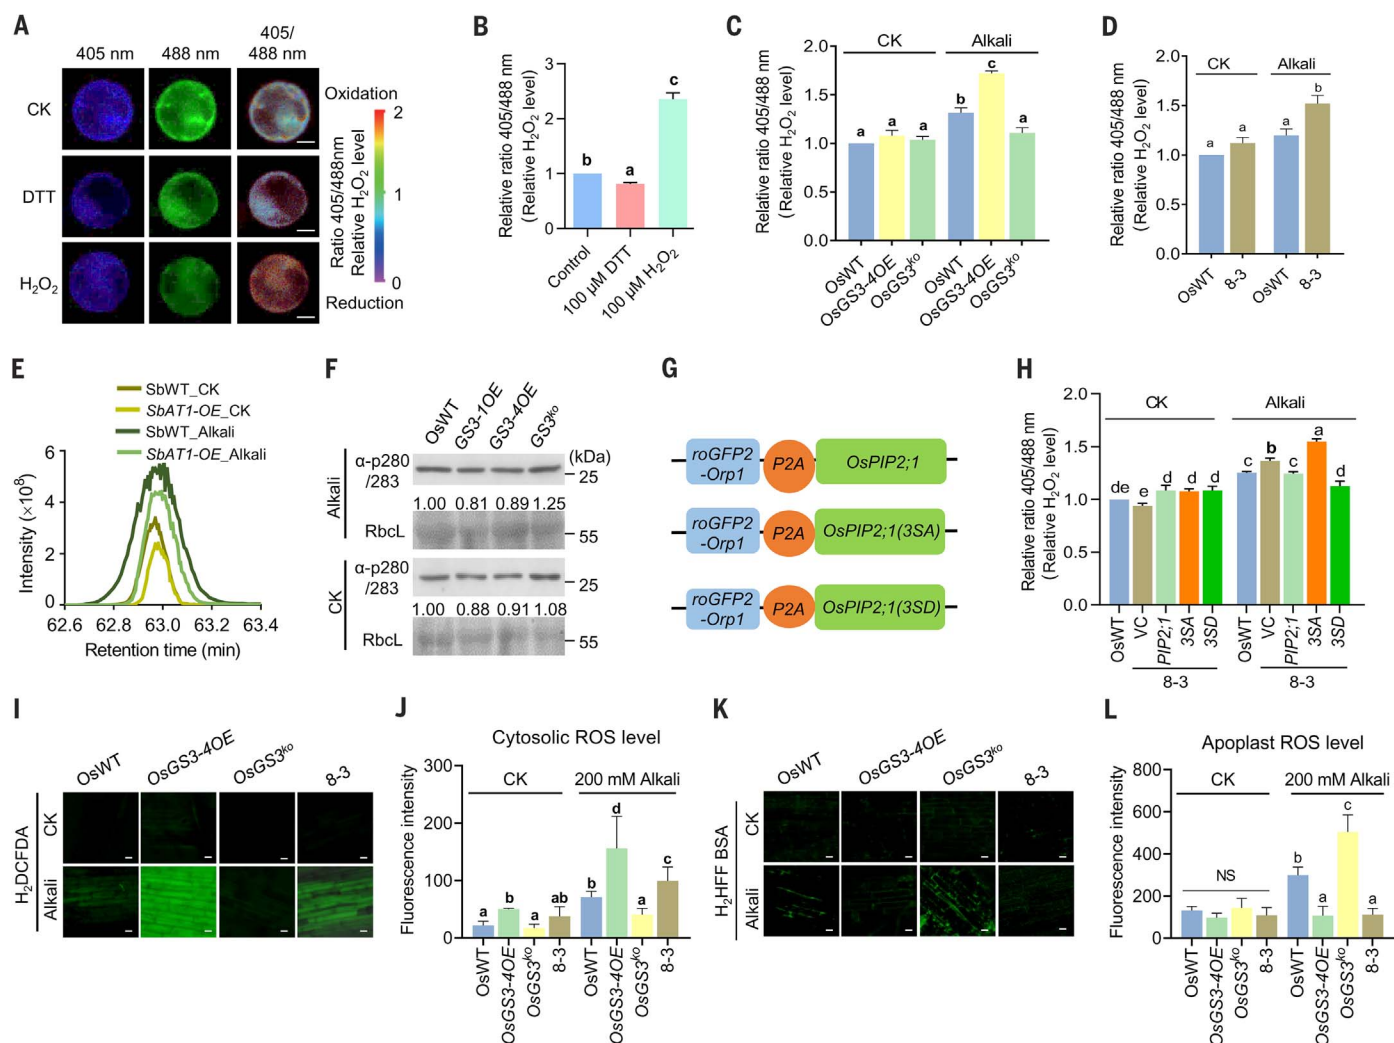 A
405 nm
488 nm
405/
488 nm
CK
DTT
H₂O₂
Oxidation
2
1
0
Reduction
Ratio 405/488nm
Relative H₂O₂ level
B
Relative ratio 405/488 nm
(Relative H₂O₂ level)
3
2
1
0
b
a
c
Control
100 µM DTT
100 µM H₂O₂
C
Relative ratio 405/488 nm
(Relative H₂O₂ level)
2.0
1.5
1.0
0.5
0.0
CK
Alkali
a
a
a
b
c
a
OsWT
OsGS3-4OE
OsGS3ᵏᵒ
OsWT
OsGS3-4OE
OsGS3ᵏᵒ
D
Relative ratio 405/488 nm
(Relative H₂O₂ level)
2.0
1.5
1.0
0.5
0.0
CK
Alkali
a
a
a
b
OsWT
8-3
OsWT
8-3
E
SbWT_CK
SbAT1-OE_CK
SbWT_Alkali
SbAT1-OE_Alkali
Intensity (×10⁸)
6
4
2
0
62.6
62.8
63.0
63.2
63.4
Retention time (min)
F
OsWT
GS3-1OE
GS3-4OE
GS3ᵏᵒ
(kDa)
Alkali
α-p280
/283
25
1.00 0.81 0.89 1.25
RbcL
55
CK
α-p280
/283
25
1.00 0.88 0.91 1.08
RbcL
55
G
roGFP2
-Orp1
P2A
OsPIP2;1
roGFP2
-Orp1
P2A
OsPIP2;1(3SA)
roGFP2
-Orp1
P2A
OsPIP2;1(3SD)
H
Relative ratio 405/488 nm
(Relative H₂O₂ level)
2.0
1.5
1.0
0.5
0.0
CK
Alkali
de
e
d
d
d
c
b
c
a
d
OsWT
VC
PIP2;1
3SA
3SD
OsWT
VC
PIP2;1
3SA
3SD
8-3
8-3
I
OsWT
OsGS3-4OE
OsGS3ᵏᵒ
8-3
H₂DCFDA
CK
Alkali
J
Cytosolic ROS level
Fluorescence intensity
300
200
100
0
CK
200 mM Alkali
a
b
a
ab
b
d
a
c
OsWT
OsGS3-4OE
OsGS3ᵏᵒ
8-3
OsWT
OsGS3-4OE
OsGS3ᵏᵒ
8-3
K
OsWT
OsGS3-4OE
OsGS3ᵏᵒ
8-3
H₂HFF BSA
CK
Alkali
L
Apoplast ROS level
Fluorescence intensity
800
600
400
200
0
CK
200 mM Alkali
NS
b
a
c
a
OsWT
OsGS3-4OE
OsGS3ᵏᵒ
8-3
OsWT
OsGS3-4OE
OsGS3ᵏᵒ
8-3